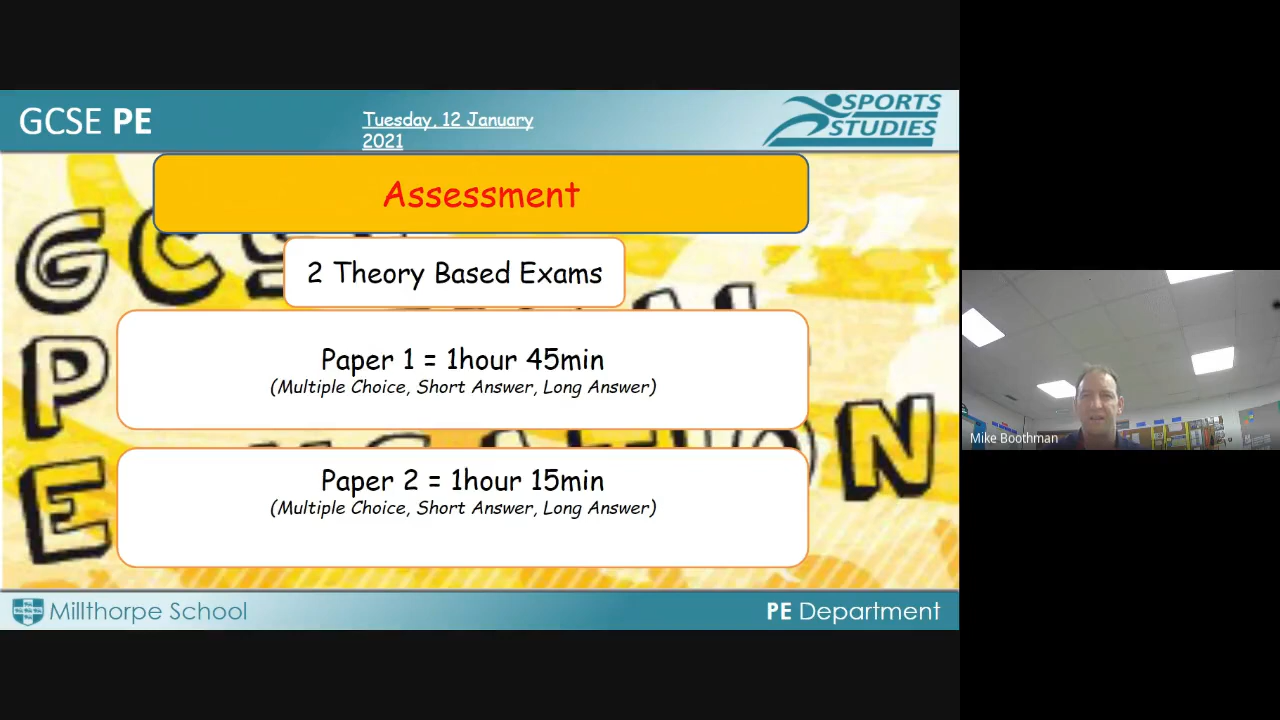 GCSE PE
Tuesday, 12 January
2021
SPORTS
STUDIES
Assessment
2 Theory Based Exams
Paper 1 = 1hour 45min
(Multiple Choice, Short Answer, Long Answer)
Paper 2 = 1hour 15min
(Multiple Choice, Short Answer, Long Answer)
Millthorpe School
PE Department
Mike Boothman